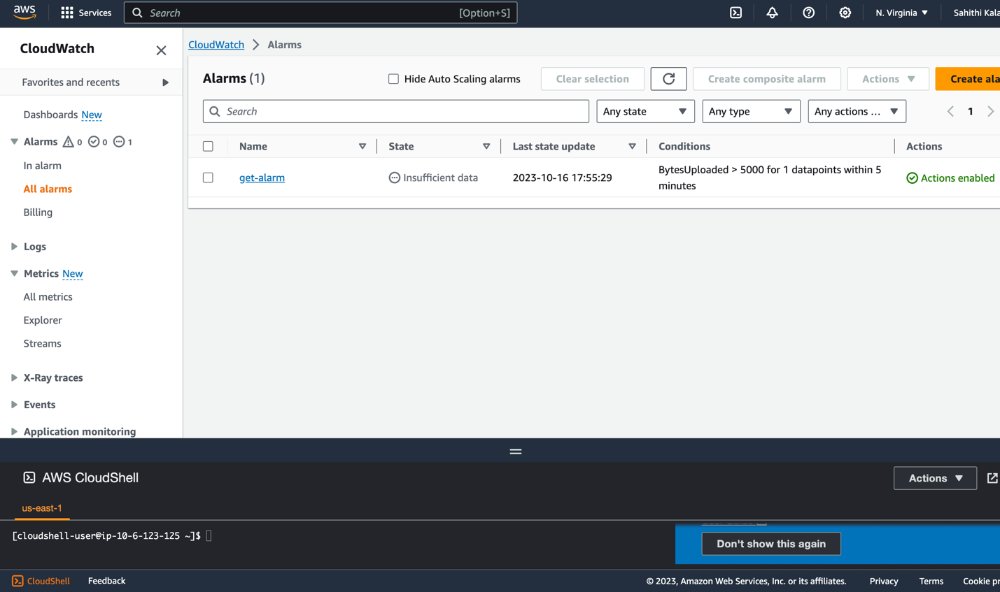 aws
Services
Search
[Option+S]
N. Virginia
Sahithi Kala
CloudWatch
Favorites and recents
Dashboards New
Alarms 0 0 1
In alarm
All alarms
Billing
Logs
Metrics New
All metrics
Explorer
Streams
X-Ray traces
Events
Application monitoring
CloudWatch > Alarms
Alarms (1)
Hide Auto Scaling alarms
Clear selection
Create composite alarm
Actions
Create ala
Search
Any state
Any type
Any actions ...
1
Name State Last state update Conditions Actions
get-alarm Insufficient data 2023-10-16 17:55:29 BytesUploaded > 5000 for 1 datapoints within 5
minutes
Actions enabled
AWS CloudShell
Actions
us-east-1
[cloudshell-user@ip-10-6-123-125 ~]$
Don't show this again
CloudShell
Feedback
© 2023, Amazon Web Services, Inc. or its affiliates.
Privacy
Terms
Cookie pr